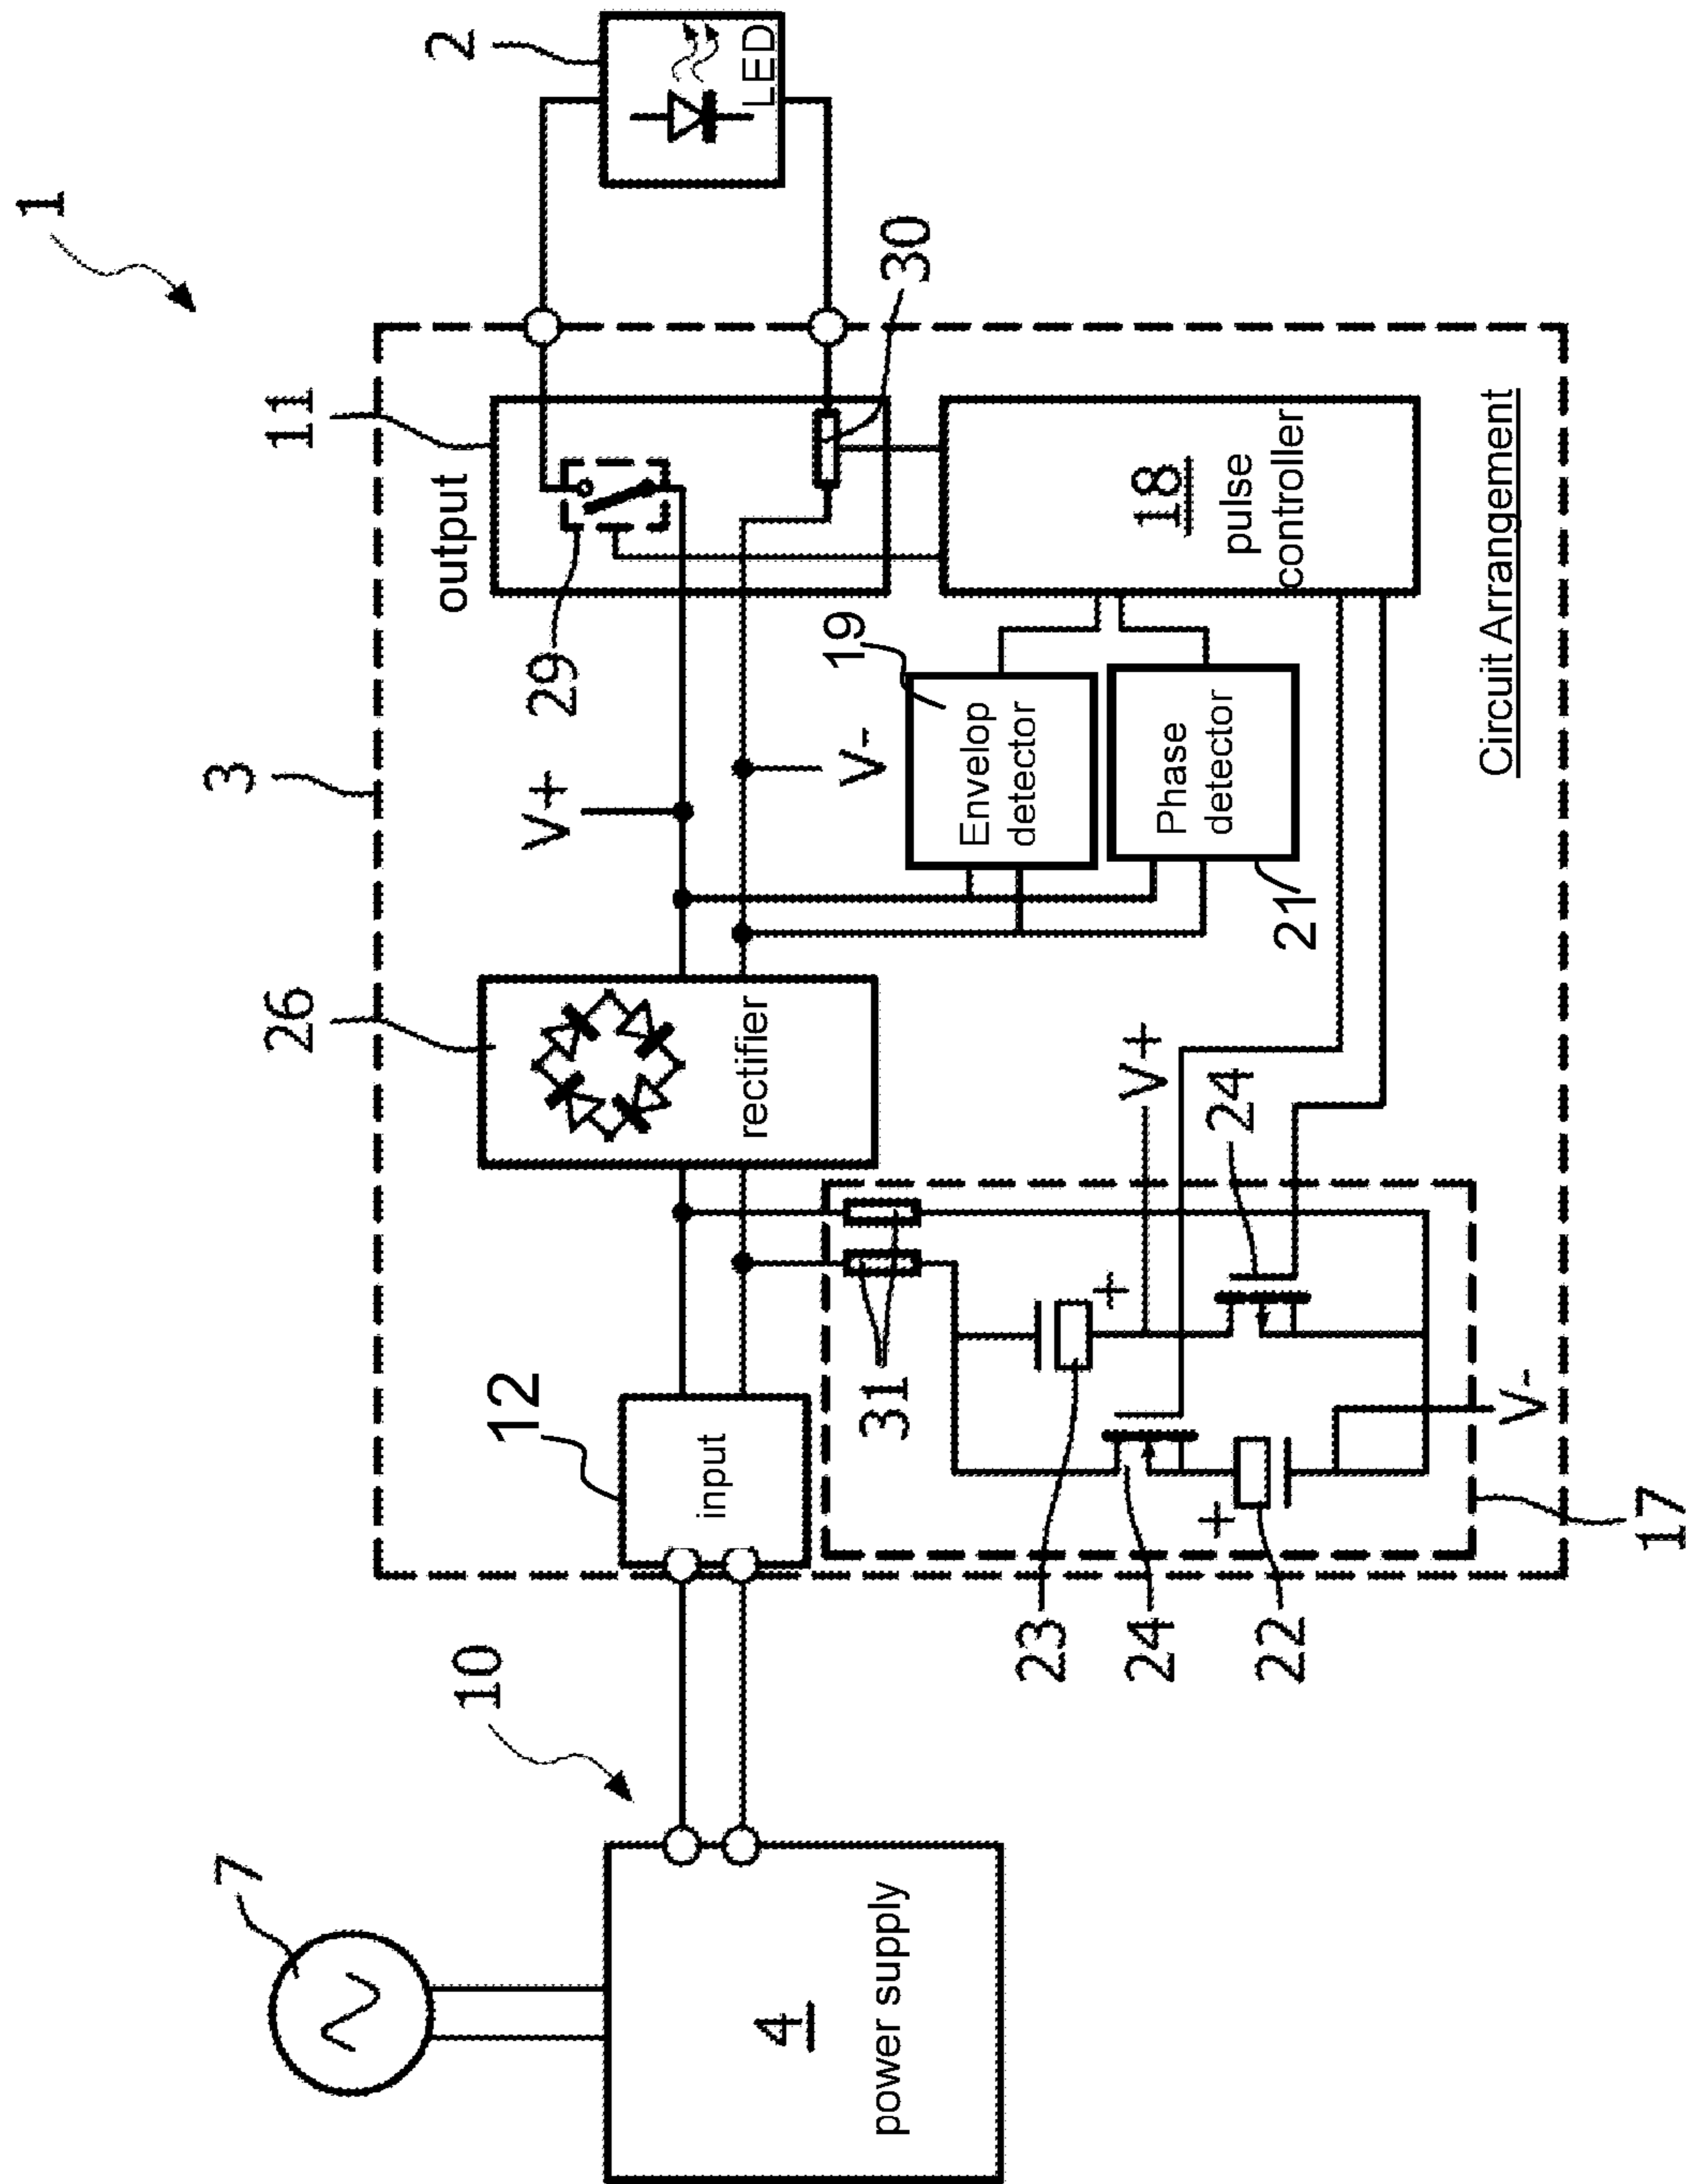 1
2
LED
3
11
output
29
30
18
pulse
controller
V+
V-
19
Envelop
detector
Phase
detector
21
Circuit Arrangement
26
rectifier
12
input
31
V+
24
+
23
24
+
22
V-
17
10
7
4
power supply